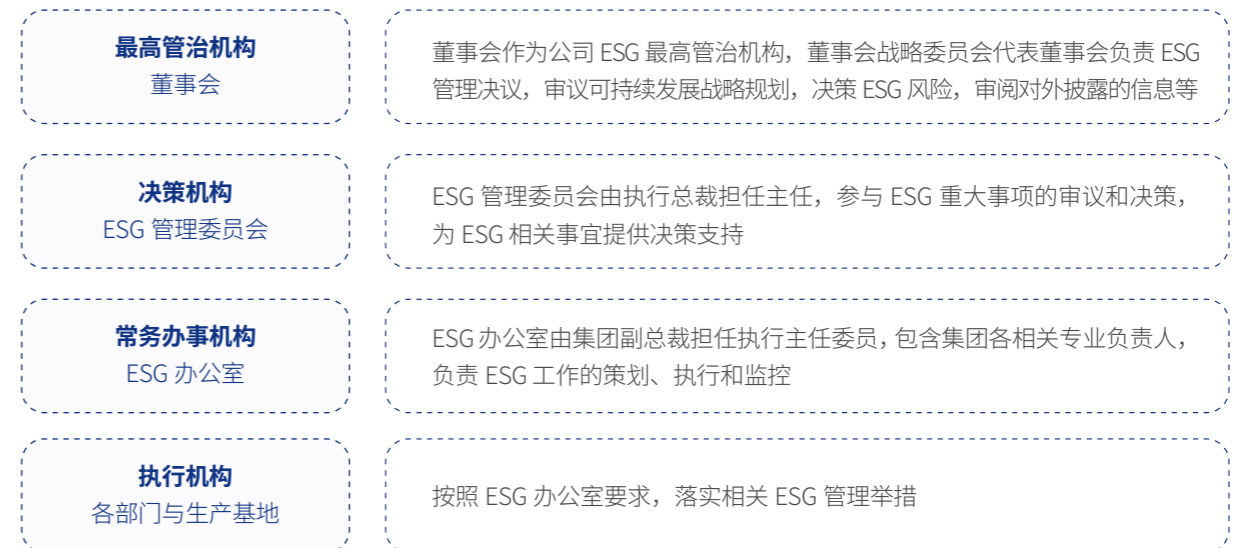 最高管治机构
董事会
董事会作为公司 ESG 最高管治机构，董事会战略委员会代表董事会负责 ESG
管理决议，审议可持续发展战略规划，决策 ESG 风险，审阅对外披露的信息等
决策机构
ESG 管理委员会
ESG 管理委员会由执行总裁担任主任，参与 ESG 重大事项的审议和决策，
为 ESG 相关事宜提供决策支持
常务办事机构
ESG 办公室
ESG 办公室由集团副总裁担任执行主任委员，包含集团各相关专业负责人，
负责 ESG 工作的策划、执行和监控
执行机构
各部门与生产基地
按照 ESG 办公室要求，落实相关 ESG 管理举措